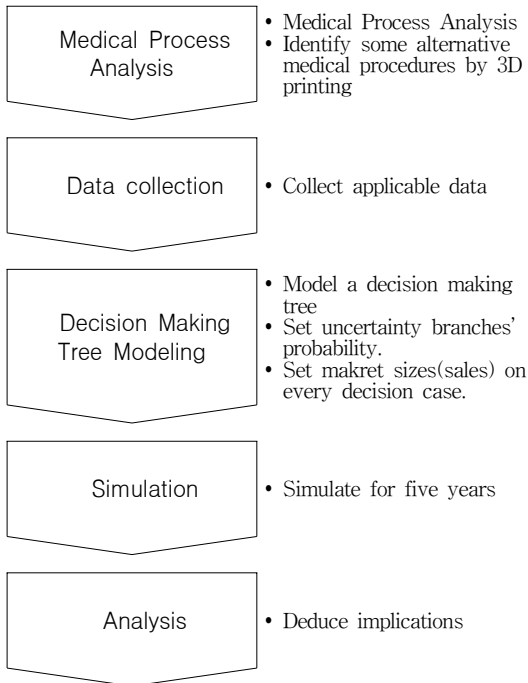 Medical Process
Analysis
• Medical Process Analysis
• Identify some alternative
medical procedures by 3D
printing
Data collection
• Collect applicable data
Decision Making
Tree Modeling
• Model a decision making
tree
• Set uncertainty branches’
probability.
• Set makret sizes(sales) on
every decision case.
Simulation
• Simulate for five years
Analysis
• Deduce implications